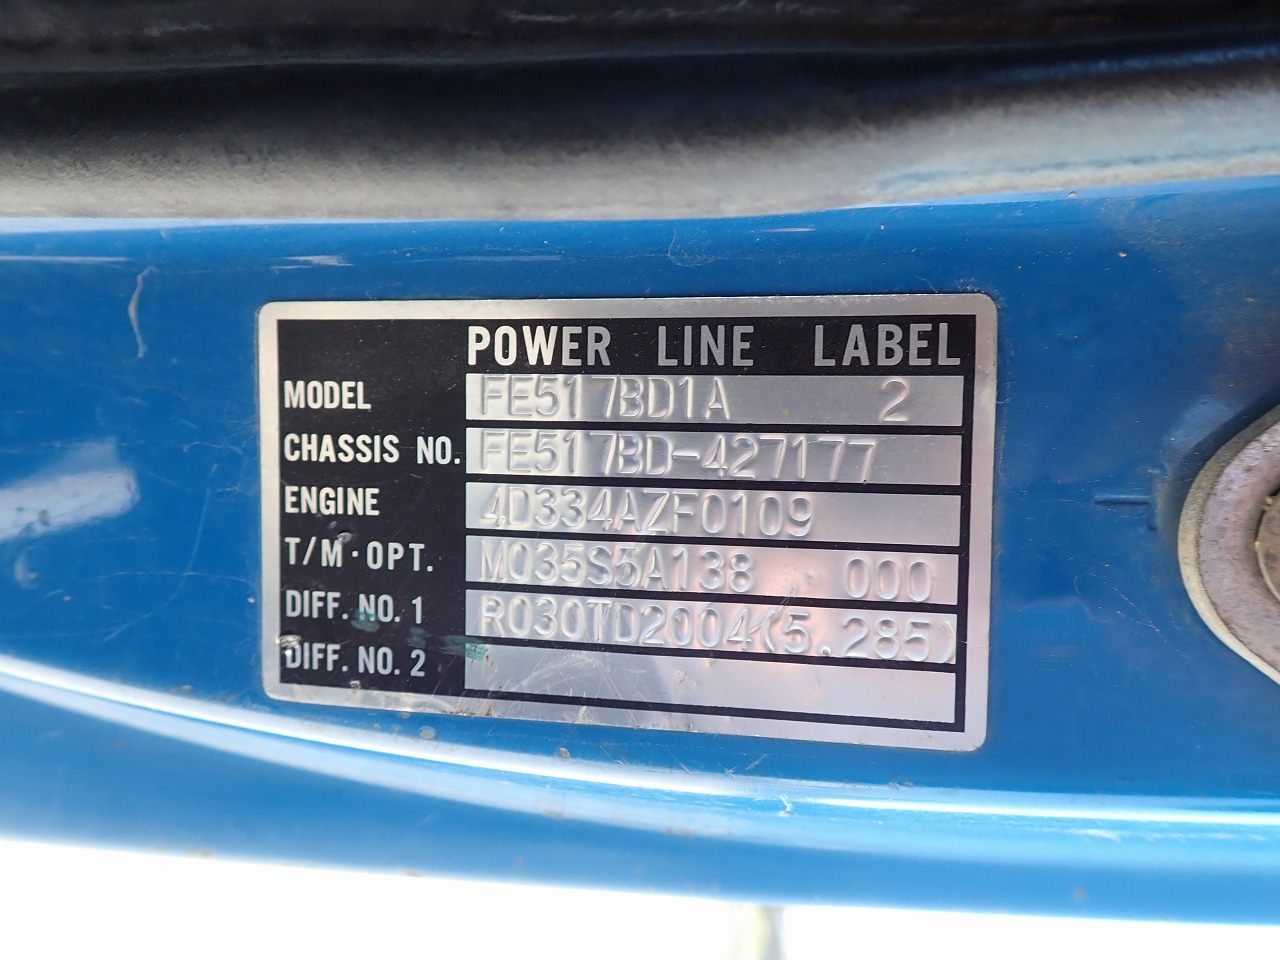 POWER LINE LABEL
MODEL FE517BD1A 2
CHASSIS NO. FE517BD-427177
ENGINE 4D334AZF0109
T/M·OPT. M035S5A138 000
DIFF. NO. 1 R030TD2004(5.285)
DIFF. NO. 2